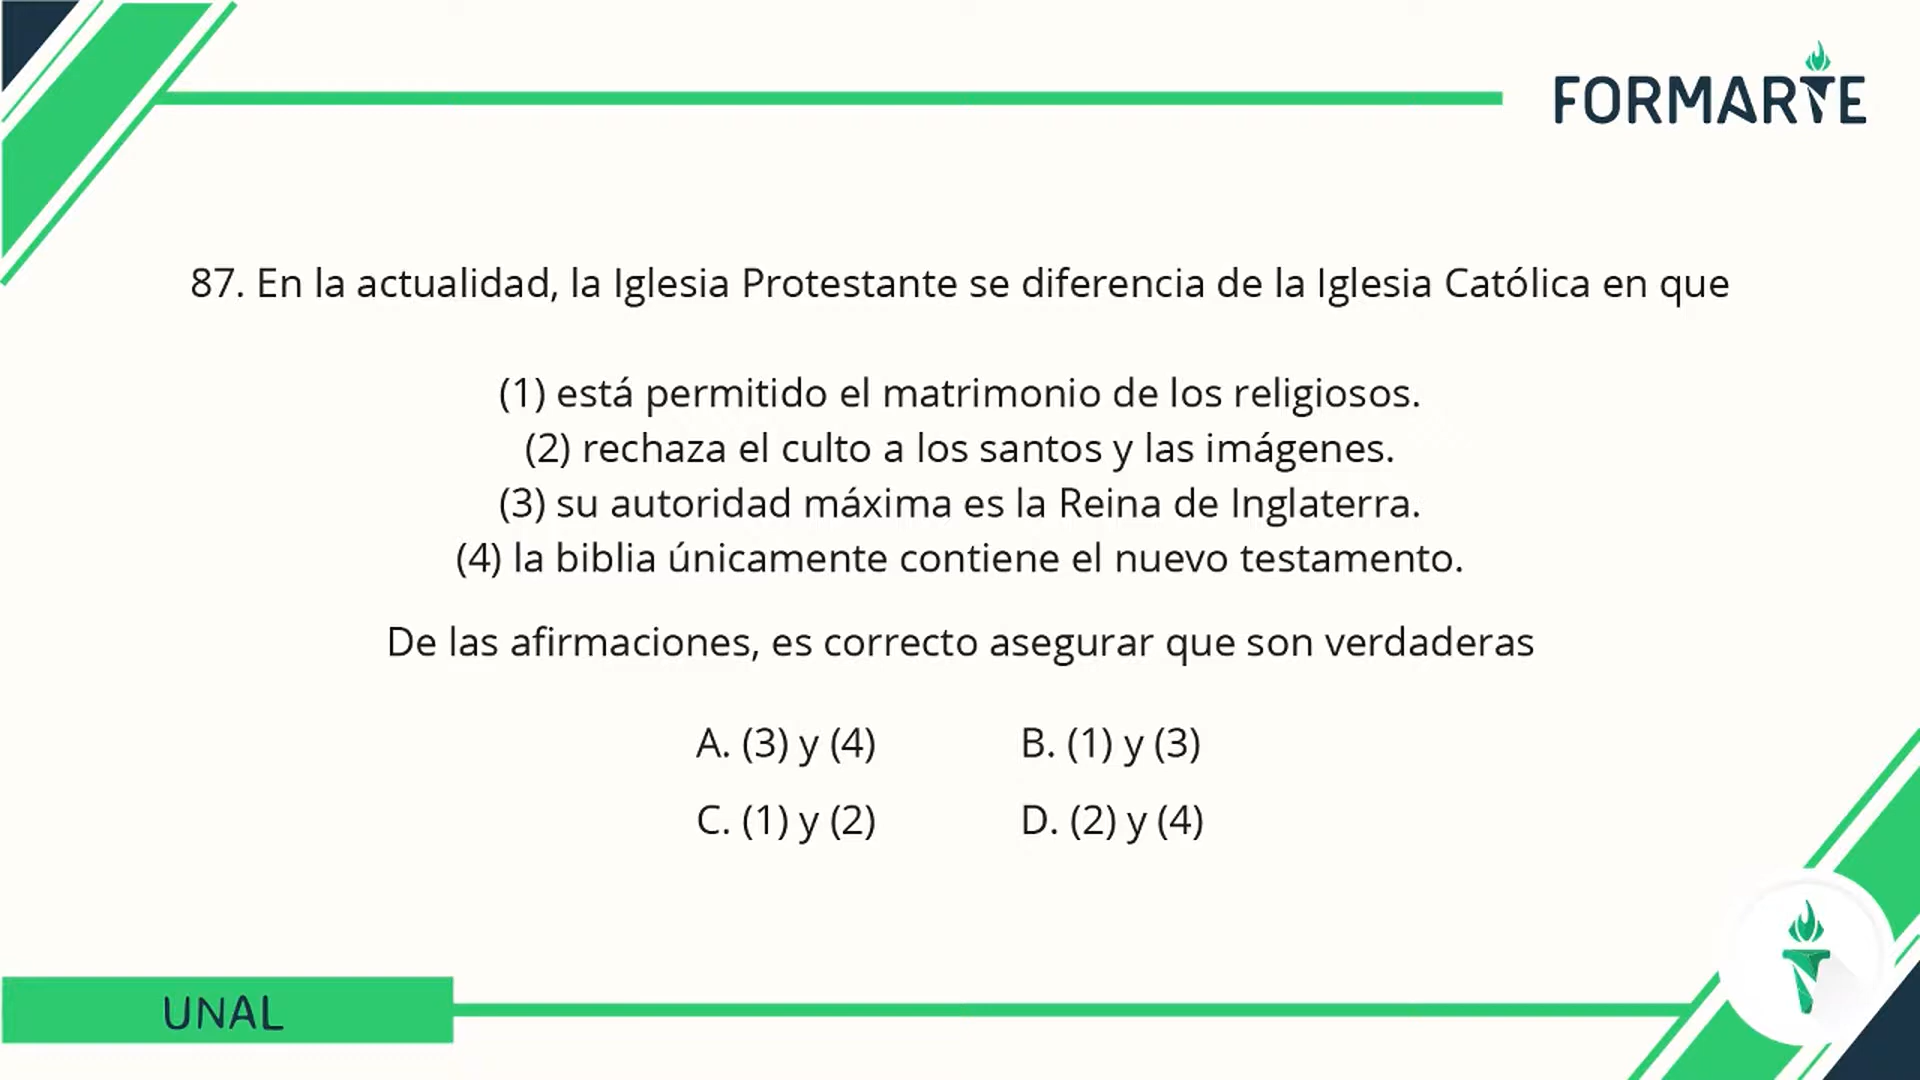 FORMARTE
87. En la actualidad, la Iglesia Protestante se diferencia de la Iglesia Católica en que
(1) está permitido el matrimonio de los religiosos.
(2) rechaza el culto a los santos y las imágenes.
(3) su autoridad máxima es la Reina de Inglaterra.
(4) la biblia únicamente contiene el nuevo testamento.
De las afirmaciones, es correcto asegurar que son verdaderas
A. (3) y (4) B. (1) y (3)
C. (1) y (2) D. (2) y (4)
UNAL